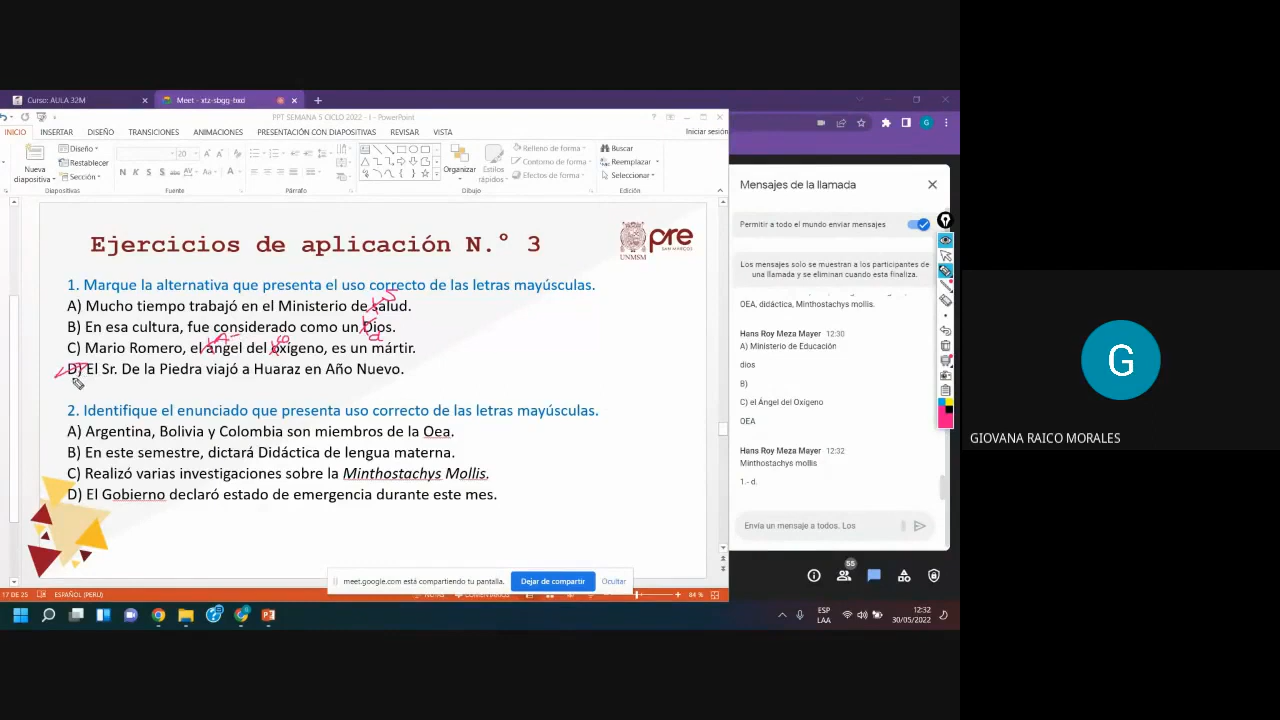 Curso: AULA 32M
Meet - xtz-sbgg-bxd
PPT SEMANA 5 CICLO 2022 - I - PowerPoint
INICIO INSERTAR DISEÑO TRANSICIONES ANIMACIONES PRESENTACIÓN CON DIAPOSITIVAS REVISAR VISTA Iniciar sesión
Nueva diapositiva
Diseño
Restablecer
Sección
20
Organizar
Estilos rápidos
Relleno de forma
Contorno de forma
Efectos de forma
Buscar
Reemplazar
Seleccionar
Diapositivas Fuente Párrafo Dibujo Edición
Ejercicios de aplicación N.° 3
UNMSM
pre
SAN MARCOS
1. Marque la alternativa que presenta el uso correcto de las letras mayúsculas.
A) Mucho tiempo trabajó en el Ministerio de salud.
B) En esa cultura, fue considerado como un Dios.
C) Mario Romero, el ángel del oxígeno, es un mártir.
D) El Sr. De la Piedra viajó a Huaraz en Año Nuevo.
2. Identifique el enunciado que presenta uso correcto de las letras mayúsculas.
A) Argentina, Bolivia y Colombia son miembros de la Oea.
B) En este semestre, dictará Didáctica de lengua materna.
C) Realizó varias investigaciones sobre la Minthostachys Mollis.
D) El Gobierno declaró estado de emergencia durante este mes.
meet.google.com está compartiendo tu pantalla.
Dejar de compartir
Ocultar
17 DE 25
ESPAÑOL (PERÚ)
NOTAS
COMENTARIOS
84 %
Mensajes de la llamada
Permitir a todo el mundo enviar mensajes
Los mensajes solo se muestran a los participantes de
una llamada y se eliminan cuando esta finaliza.
OEA, didáctica, Minthostachys mollis.
Hans Roy Meza Mayer 12:30
A) Ministerio de Educación
dios
B)
C) el Ángel del Oxígeno
OEA
Hans Roy Meza Mayer 12:32
Minthostachys mollis
1.- d.
Envía un mensaje a todos. Los
55
ESP
LAA
12:32
30/05/2022
G
GIOVANA RAICO MORALES